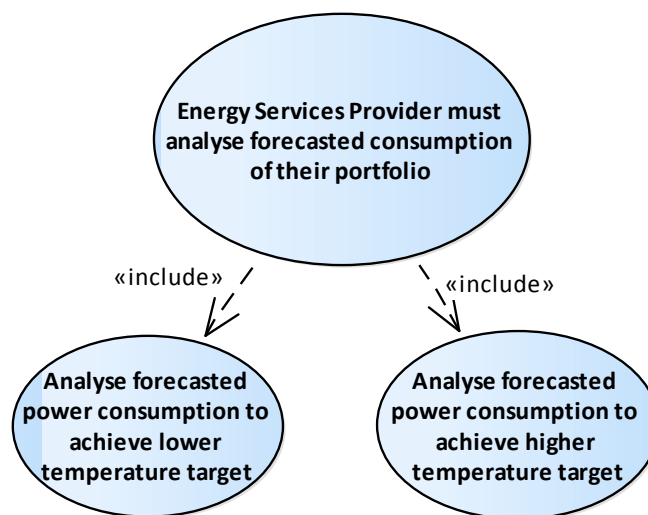 Energy Services Provider must
analyse forecasted consumption
of their portfolio
«include»
«include»
Analyse forecasted
power consumption to
achieve lower
temperature target
Analyse forecasted
power consumption to
achieve higher
temperature target